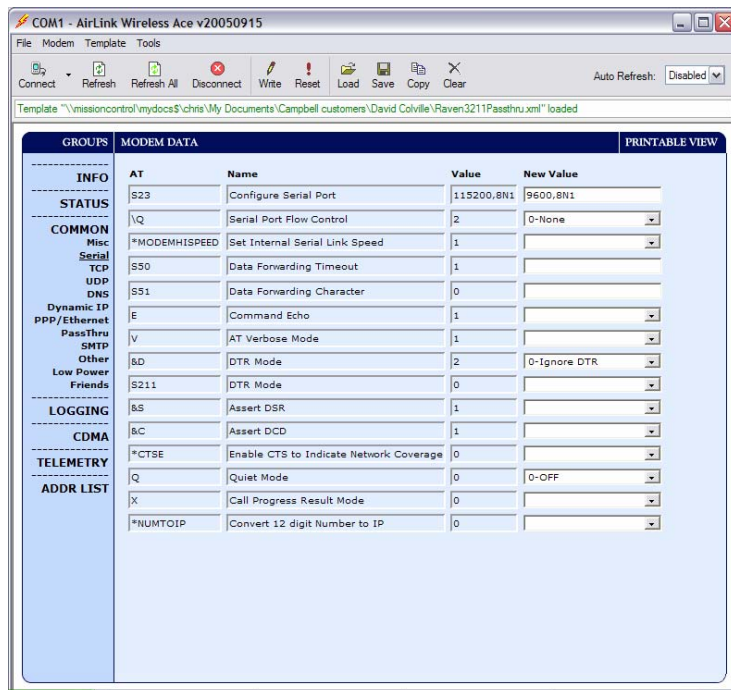 COM1 - AirLink Wireless Ace v20050915
File Modem Template Tools
Connect Refresh Refresh All Disconnect Write Reset Load Save Copy Clear Auto Refresh: Disabled
Template "\\missioncontrol\mydocs$\chris\My Documents\Campbell customers\David Colville\Raven3211Passthru.xml" loaded
GROUPS MODEM DATA PRINTABLE VIEW
INFO
STATUS
COMMON
Misc
Serial
TCP
UDP
DNS
Dynamic IP
PPP/Ethernet
PassThru
SMTP
Other
Low Power
Friends
LOGGING
CDMA
TELEMETRY
ADDR LIST
AT Name Value New Value
S23 Configure Serial Port 115200,8N1 9600,8N1
\Q Serial Port Flow Control 2 0-None
*MODEMHISPEED Set Internal Serial Link Speed 1
S50 Data Forwarding Timeout 1
S51 Data Forwarding Character 0
E Command Echo 1
V AT Verbose Mode 1
&D DTR Mode 2 0-Ignore DTR
S211 DTR Mode 0
&S Assert DSR 1
&C Assert DCD 1
*CTSE Enable CTS to Indicate Network Coverage 0
Q Quiet Mode 0 0-OFF
X Call Progress Result Mode 0
*NUMTOIP Convert 12 digit Number to IP 0